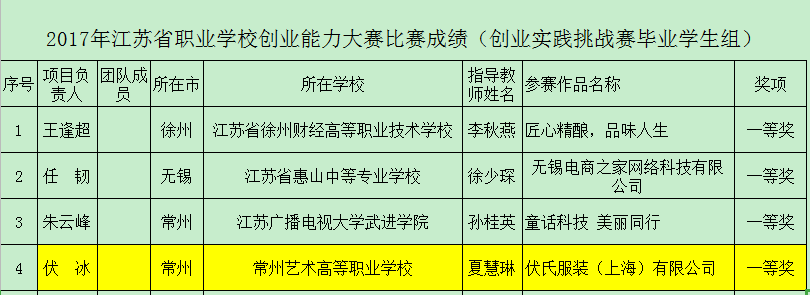 2017年江苏省职业学校创业能力大赛比赛成绩（创业实践挑战赛毕业学生组）
序号 项目负责人 团队成员 所在市 所在学校 指导教师姓名 参赛作品名称 奖项
1 王逢超 徐州 江苏省徐州财经高等职业技术学校 李秋燕 匠心精酿，品味人生 一等奖
2 任　韧 无锡 江苏省惠山中等专业学校 徐少琛 无锡电商之家网络科技有限公司 一等奖
3 朱云峰 常州 江苏广播电视大学武进学院 孙桂英 童话科技 美丽同行 一等奖
4 伏　冰 常州 常州艺术高等职业学校 夏慧琳 伏氏服装（上海）有限公司 一等奖